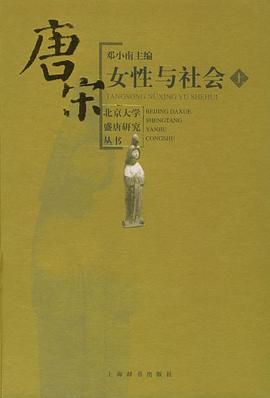 唐宋
邓小南主编
女性与社会 上
TANGSONG NÜXING YU SHEHUI
北京大学
盛唐研究
丛书
BEIJING DAXUE
SHENGTANG
YANJIU
CONGSHU
上海辞书出版社